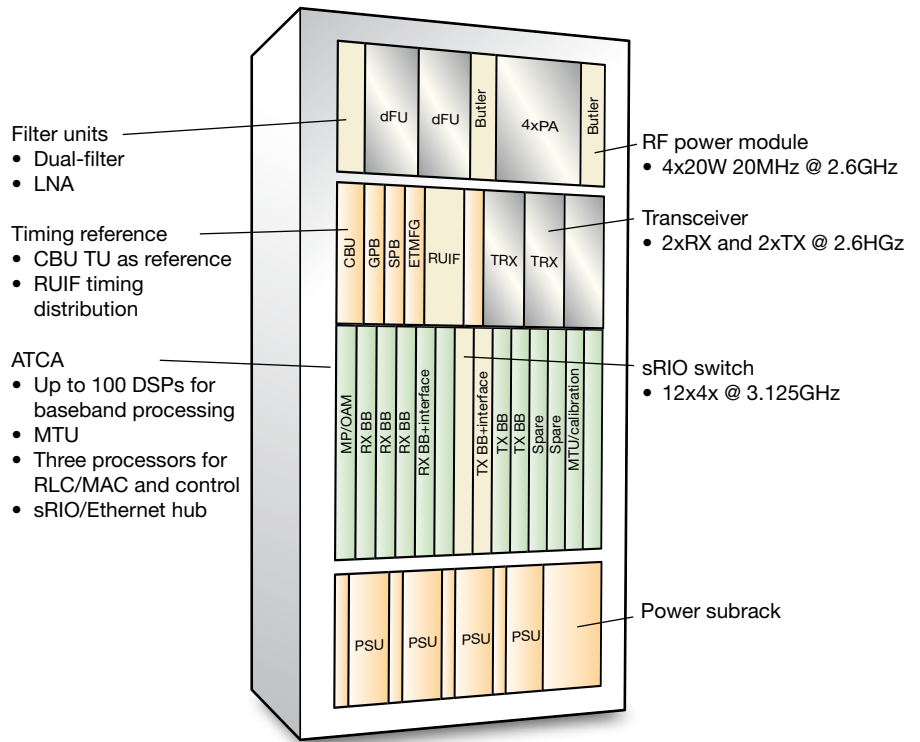 Filter units
• Dual-filter
• LNA
Timing reference
• CBU TU as reference
• RUIF timing
distribution
ATCA
• Up to 100 DSPs for
baseband processing
• MTU
• Three processors for
RLC/MAC and control
• sRIO/Ethernet hub
dFU
dFU
Butler
4xPA
Butler
CBU
GPB
SPB
ETMFG
RUIF
TRX
TRX
MP/OAM
RX BB
RX BB
RX BB
RX BB+interface
TX BB+interface
TX BB
TX BB
Spare
Spare
MTU/calibration
PSU
PSU
PSU
PSU
RF power module
• 4x20W 20MHz @ 2.6GHz
Transceiver
• 2xRX and 2xTX @ 2.6HGz
sRIO switch
• 12x4x @ 3.125GHz
Power subrack